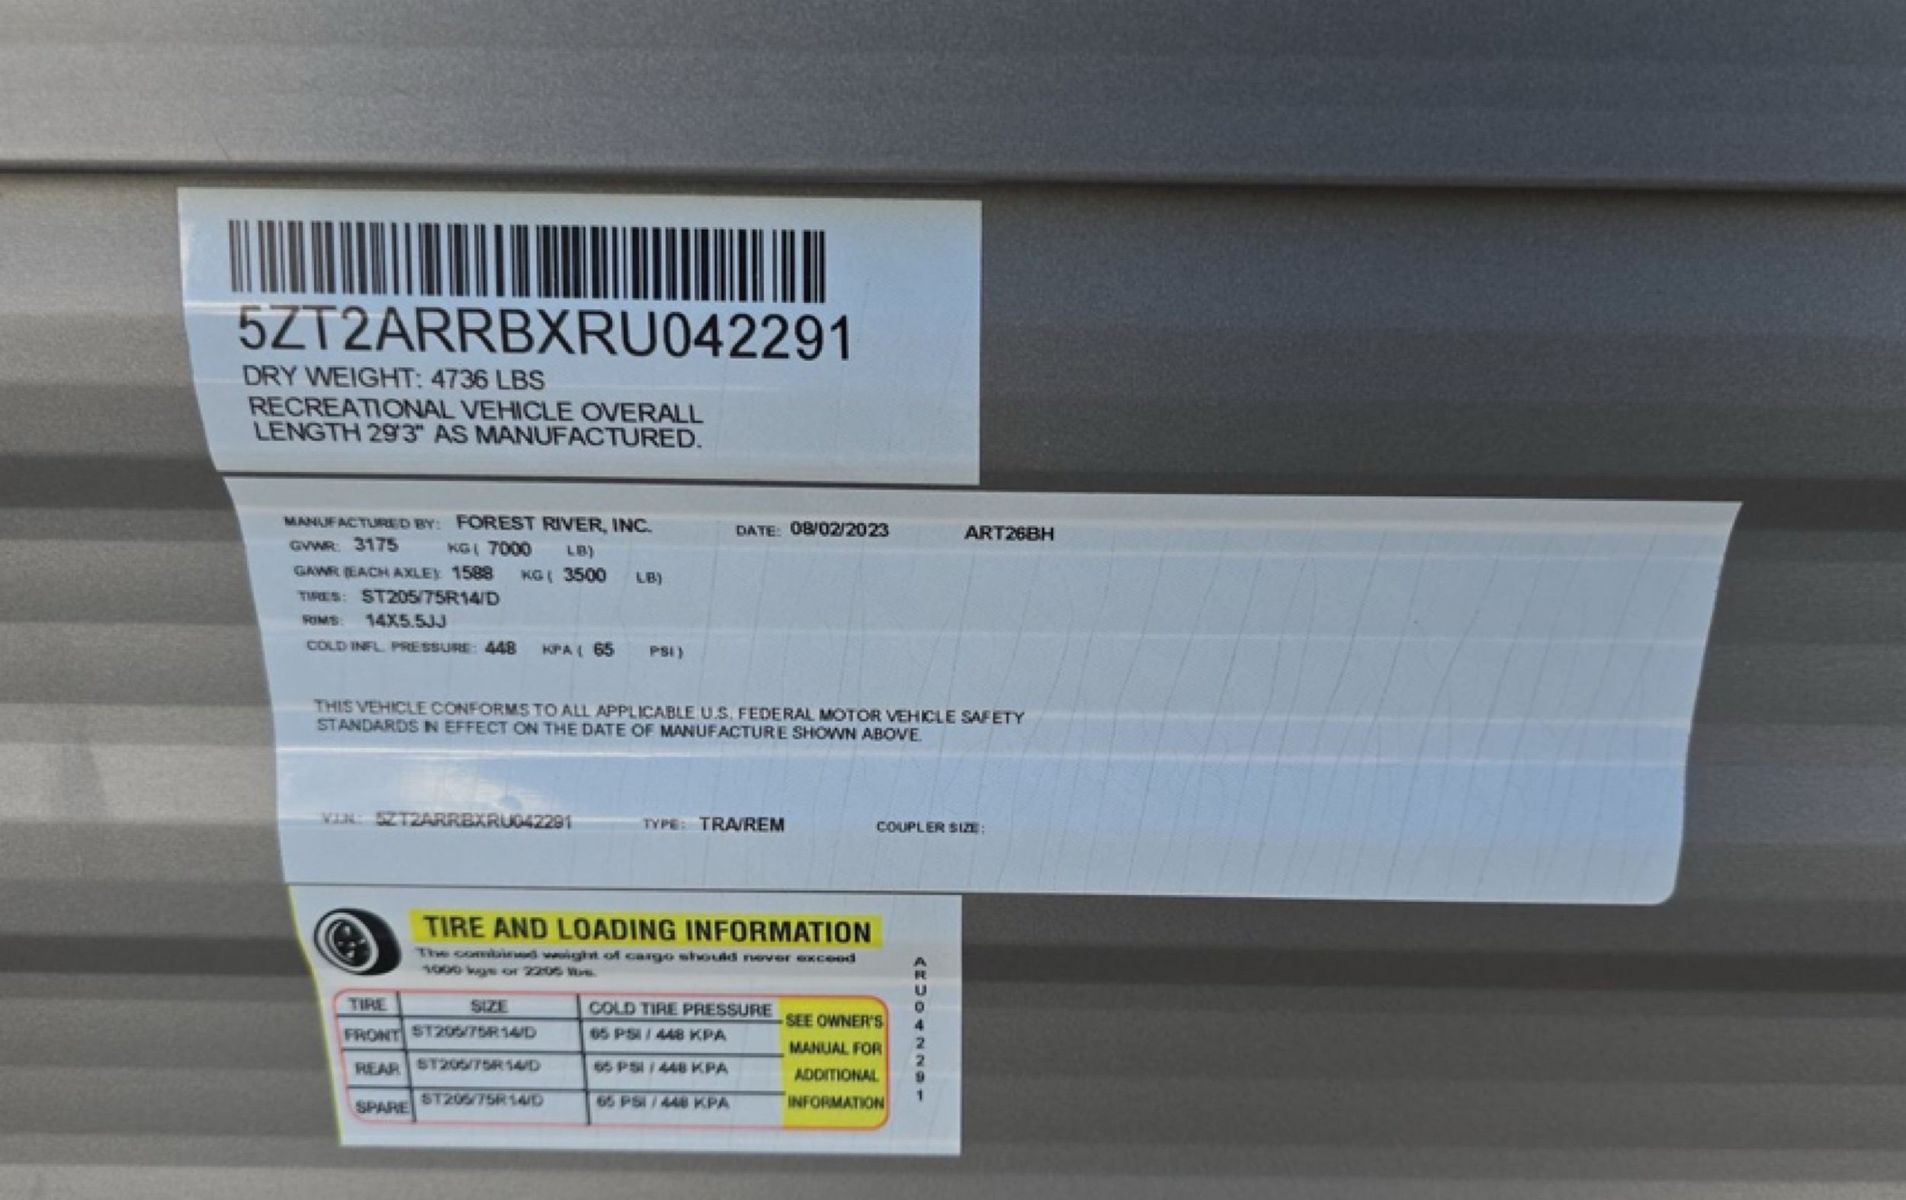 5ZT2ARRBXRU042291
DRY WEIGHT: 4736 LBS
RECREATIONAL VEHICLE OVERALL
LENGTH 29'3" AS MANUFACTURED.
MANUFACTURED BY: FOREST RIVER, INC. DATE: 08/02/2023 ART26BH
GVWR: 3175 KG ( 7000 LB)
GAWR (EACH AXLE): 1588 KG ( 3500 LB)
TIRES: ST205/75R14/D
RIMS: 14X5.5JJ
COLD INFL. PRESSURE: 448 KPA ( 65 PSI )
THIS VEHICLE CONFORMS TO ALL APPLICABLE U.S. FEDERAL MOTOR VEHICLE SAFETY
STANDARDS IN EFFECT ON THE DATE OF MANUFACTURE SHOWN ABOVE.
V.I.N.: 5ZT2ARRBXRU042291 TYPE: TRA/REM COUPLER SIZE:
TIRE AND LOADING INFORMATION
The combined weight of cargo should never exceed
1000 kgs or 2205 lbs.
TIRE SIZE COLD TIRE PRESSURE
FRONT ST205/75R14/D 65 PSI / 448 KPA
REAR ST205/75R14/D 65 PSI / 448 KPA
SPARE ST205/75R14/D 65 PSI / 448 KPA
SEE OWNER'S
MANUAL FOR
ADDITIONAL
INFORMATION
ARU042291